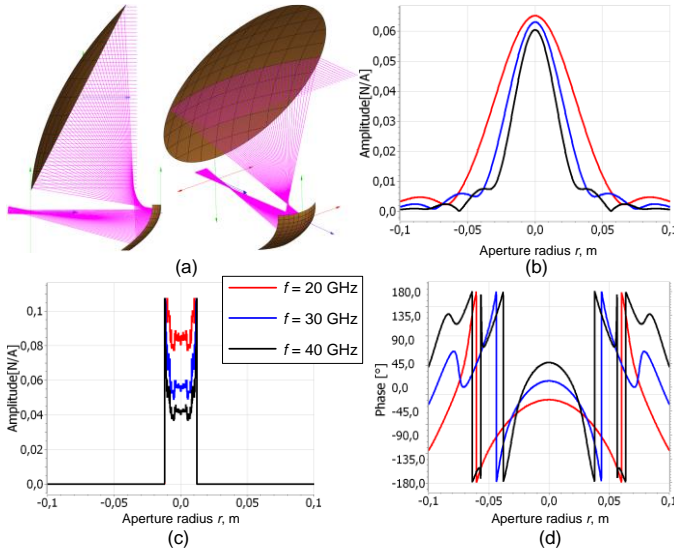 (a)
Amplitude[N/A]
0,06
0,05
0,04
0,03
0,02
0,01
0,0
-0,1
-0,05
0,0
0,05
0,1
Aperture radius r, m
(b)
Amplitude[N/A]
0,1
0,08
0,06
0,04
0,02
0,0
-0,1
-0,05
0,0
0,05
0,1
Aperture radius r, m
(c)
f = 20 GHz
f = 30 GHz
f = 40 GHz
Phase [°]
180,0
135,0
90,0
45,0
0,0
-45,0
-90,0
-135,0
-180,0
-0,1
-0,05
0,0
0,05
0,1
Aperture radius r, m
(d)